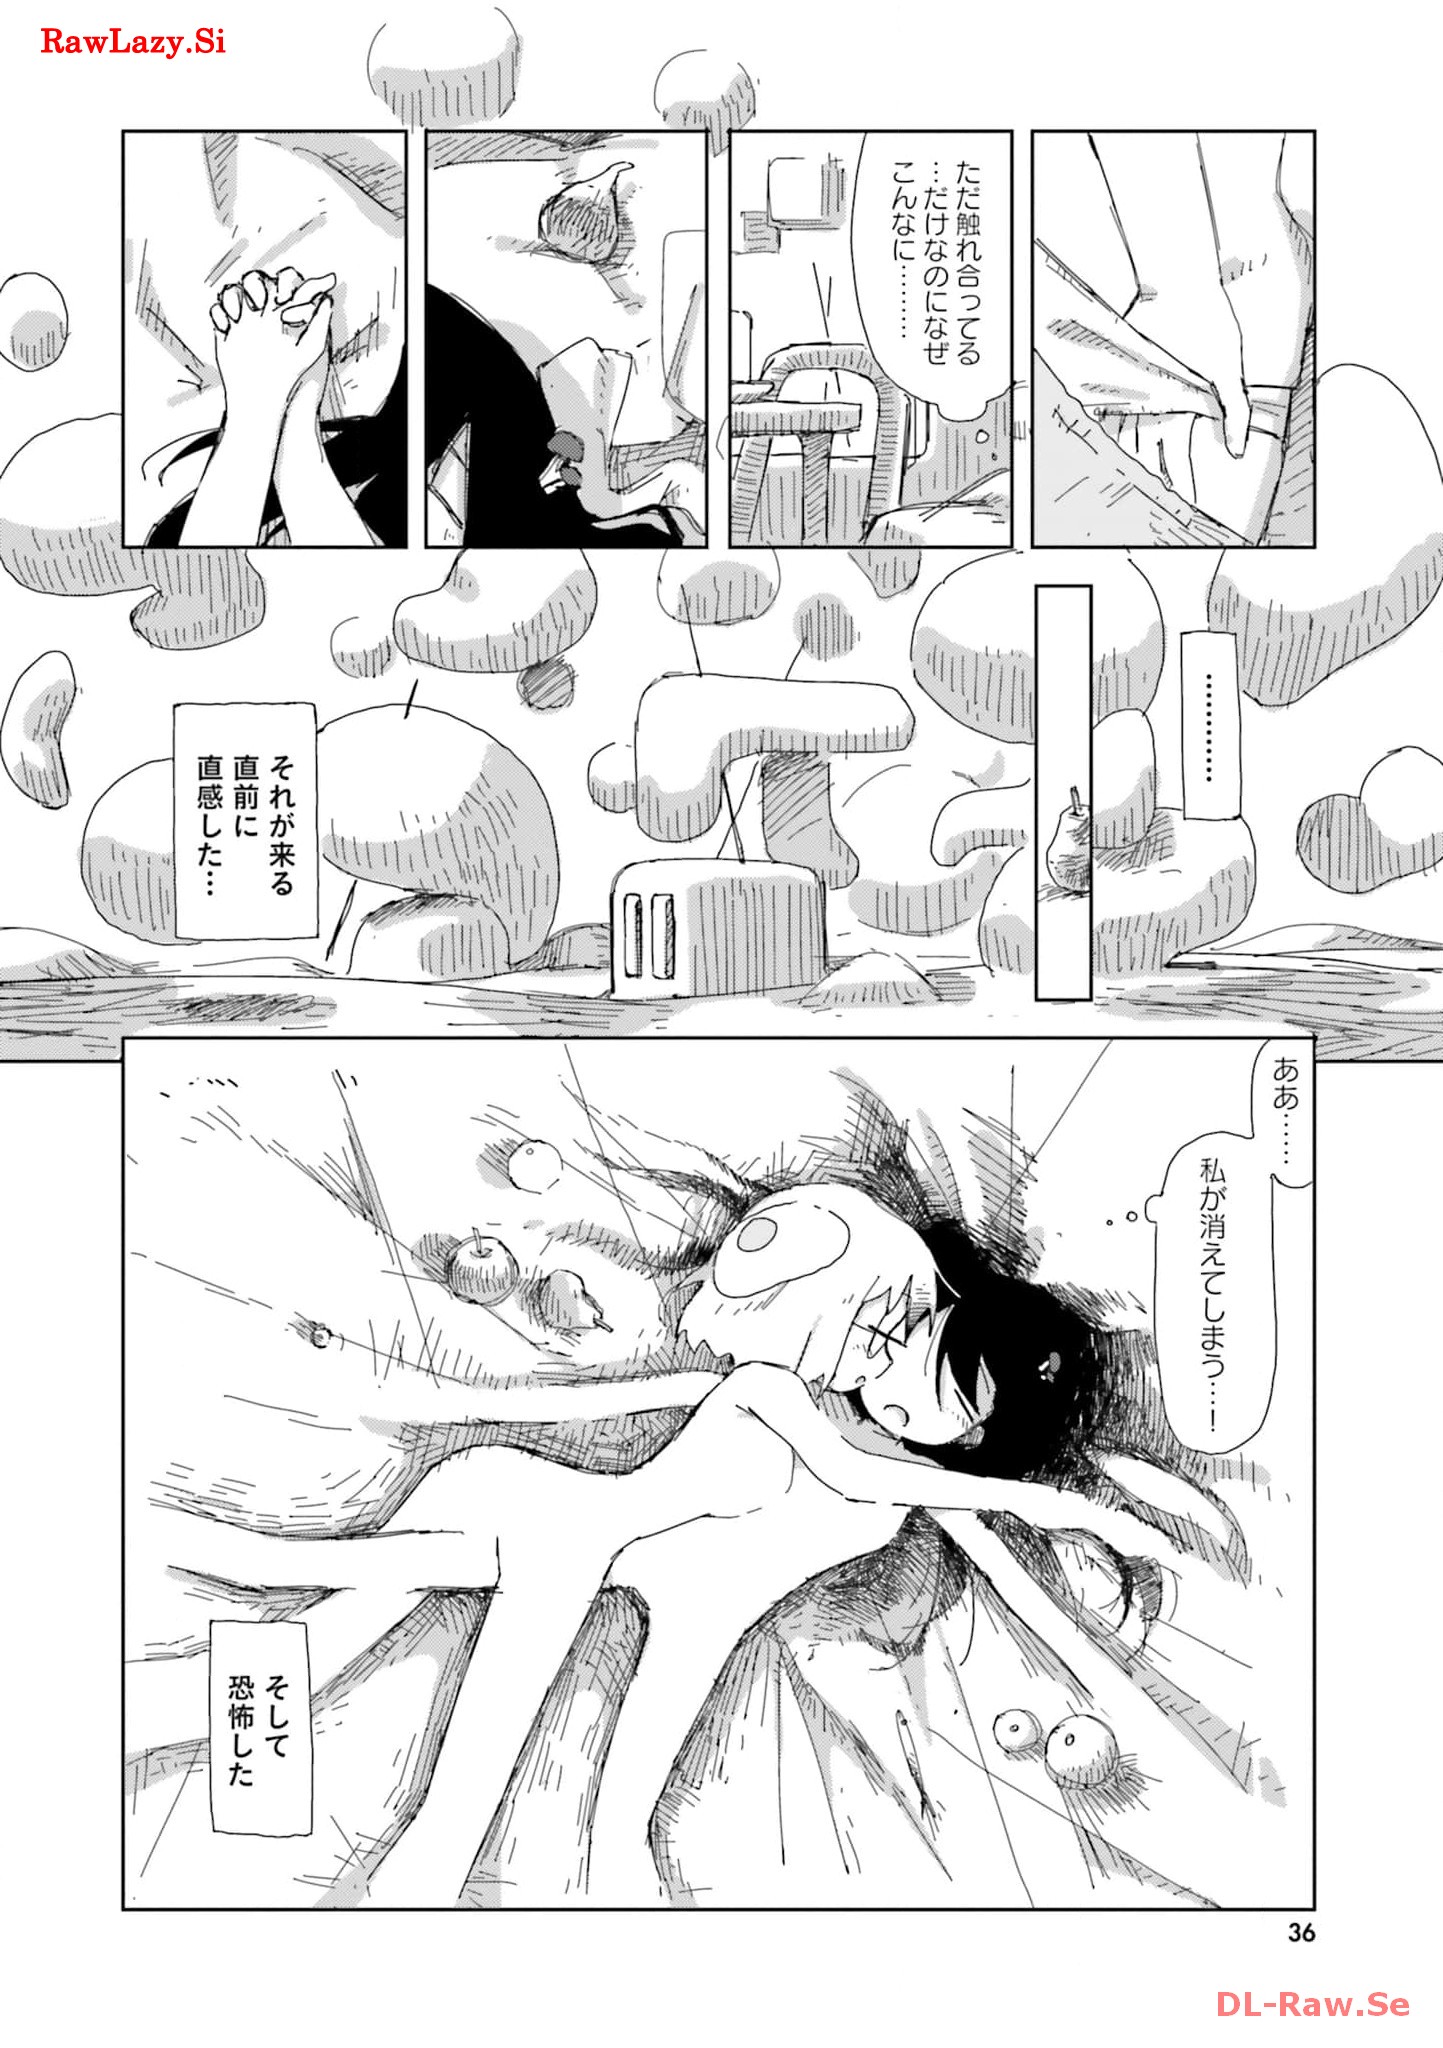 RawLazy.Si
ただ触れ合ってる
…だけなのになぜ
こんなに………
…………
それが来る
直前に
直感した…
ああ……
私が消えてしまう…！
そして
恐怖した
36
DL-Raw.Se